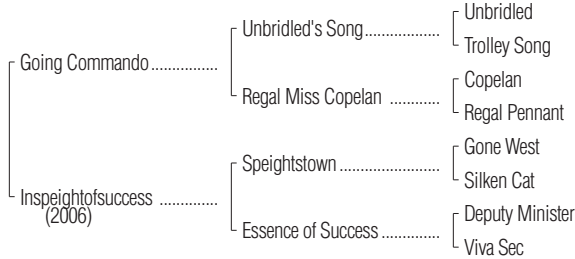 Unbridled
Unbridled's Song..................
Trolley Song
Going Commando................
Copelan
Regal Miss Copelan ............
Regal Pennant
Gone West
Speightstown ........................
Silken Cat
Inspeightofsuccess ..............
(2006)
Deputy Minister
Essence of Success..............
Viva Sec